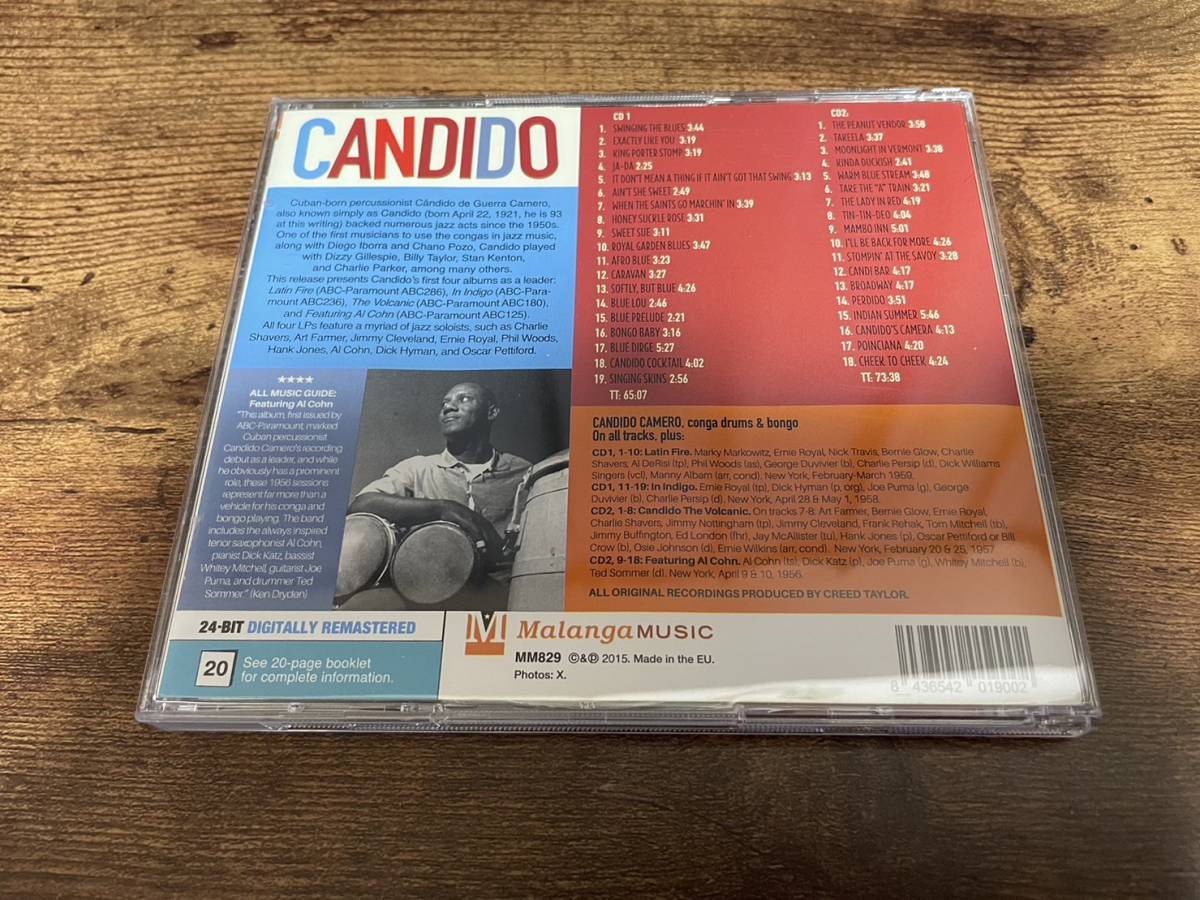 CANDIDO
Cuban-born percussionist Cándido de Guerra Camero,
also known simply as Candido (born April 22, 1921, he is 93
at this writing) backed numerous jazz acts since the 1950s.
One of the first musicians to use the congas in jazz music,
along with Diego Iborra and Chano Pozo, Candido played
with Dizzy Gillespie, Billy Taylor, Stan Kenton,
and Charlie Parker, among many others.
This release presents Candido's first four albums as a leader:
Latin Fire (ABC-Paramount ABC286), In Indigo (ABC-Para-
mount ABC236), The Volcanic (ABC-Paramount ABC180),
and Featuring Al Cohn (ABC-Paramount ABC125).
All four LPs feature a myriad of jazz soloists, such as Charlie
Shavers, Art Farmer, Jimmy Cleveland, Ernie Royal, Phil Woods,
Hank Jones, Al Cohn, Dick Hyman, and Oscar Pettiford.
★★★★
ALL MUSIC GUIDE:
Featuring Al Cohn
"This album, first issued by
ABC-Paramount, marked
Cuban percussionist
Candido Camero's recording
debut as a leader, and while
he obviously has a prominent
role, these 1956 sessions
represent far more than a
vehicle for his conga and
bongo playing. The band
includes the always inspired
tenor saxophonist Al Cohn,
pianist Dick Katz, bassist
Whitey Mitchell, guitarist Joe
Puma, and drummer Ted
Sommer." (Ken Dryden)
24-BIT DIGITALLY REMASTERED
20 See 20-page booklet
for complete information.
CD 1
1. SWINGING THE BLUES 3:44
2. EXACTLY LIKE YOU 3:19
3. KING PORTER STOMP 3:19
4. JA-DA 2:25
5. IT DON'T MEAN A THING IF IT AIN'T GOT THAT SWING 3:13
6. AIN'T SHE SWEET 2:49
7. WHEN THE SAINTS GO MARCHIN' IN 3:39
8. HONEY SUCKLE ROSE 3:31
9. SWEET SUE 3:11
10. ROYAL GARDEN BLUES 3:47
11. AFRO BLUE 3:23
12. CARAVAN 3:27
13. SOFTLY, BUT BLUE 4:26
14. BLUE LOU 2:46
15. BLUE PRELUDE 2:21
16. BONGO BABY 3:16
17. BLUE DIRGE 5:27
18. CANDIDO COCKTAIL 4:02
19. SINGING SKINS 2:56
TT: 65:07
CD2:
1. THE PEANUT VENDOR 3:58
2. TAKEELA 3:37
3. MOONLIGHT IN VERMONT 3:38
4. KINDA DUCKISH 2:41
5. WARM BLUE STREAM 3:48
6. TAKE THE "A" TRAIN 3:21
7. THE LADY IN RED 4:19
8. TIN-TIN-DEO 4:04
9. MAMBO INN 5:01
10. I'LL BE BACK FOR MORE 4:26
11. STOMPIN' AT THE SAVOY 3:28
12. CANDI BAR 4:17
13. BROADWAY 4:17
14. PERDIDO 3:51
15. INDIAN SUMMER 5:46
16. CANDIDO'S CAMERA 4:13
17. POINCIANA 4:20
18. CHEEK TO CHEEK 4:24
TT: 73:38
CANDIDO CAMERO, conga drums & bongo
On all tracks, plus:
CD1, 1-10: Latin Fire. Marky Markowitz, Ernie Royal, Nick Travis, Bernie Glow, Charlie
Shavers, Al DeRisi (tp), Phil Woods (as), George Duvivier (b), Charlie Persip (d), Dick Williams
Singers (vcl), Manny Albam (arr, cond). New York, February-March 1959.
CD1, 11-19: In Indigo. Ernie Royal (tp), Dick Hyman (p, org), Joe Puma (g), George
Duvivier (b), Charlie Persip (d). New York, April 28 & May 1, 1958.
CD2, 1-8: Candido The Volcanic. On tracks 7-8: Art Farmer, Bernie Glow, Ernie Royal,
Charlie Shavers, Jimmy Nottingham (tp), Jimmy Cleveland, Frank Rehak, Tom Mitchell (tb),
Jimmy Buffington, Ed London (fhr), Jay McAllister (tu), Hank Jones (p), Oscar Pettiford or Bill
Crow (b), Osie Johnson (d), Ernie Wilkins (arr, cond). New York, February 20 & 25, 1957
CD2, 9-18: Featuring Al Cohn. Al Cohn (ts), Dick Katz (p), Joe Puma (g), Whitey Mitchell (b),
Ted Sommer (d). New York, April 9 & 10, 1956.
ALL ORIGINAL RECORDINGS PRODUCED BY CREED TAYLOR.
M MalangaMUSIC
MM829 ©&℗ 2015. Made in the EU.
Photos: X.
8 436542 019002